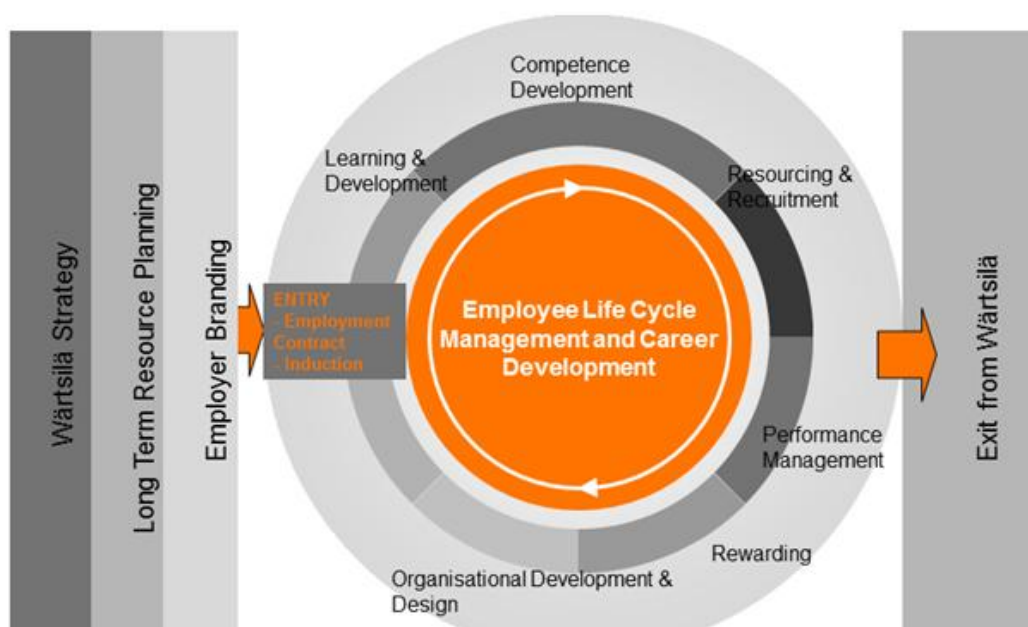 Wärtsilä Strategy
Long Term Resource Planning
Employer Branding
ENTRY
- Employment
Contract
- Induction
Learning &
Development
Competence
Development
Resourcing &
Recruitment
Employee Life Cycle
Management and Career
Development
Performance
Management
Rewarding
Organisational Development &
Design
Exit from Wärtsilä